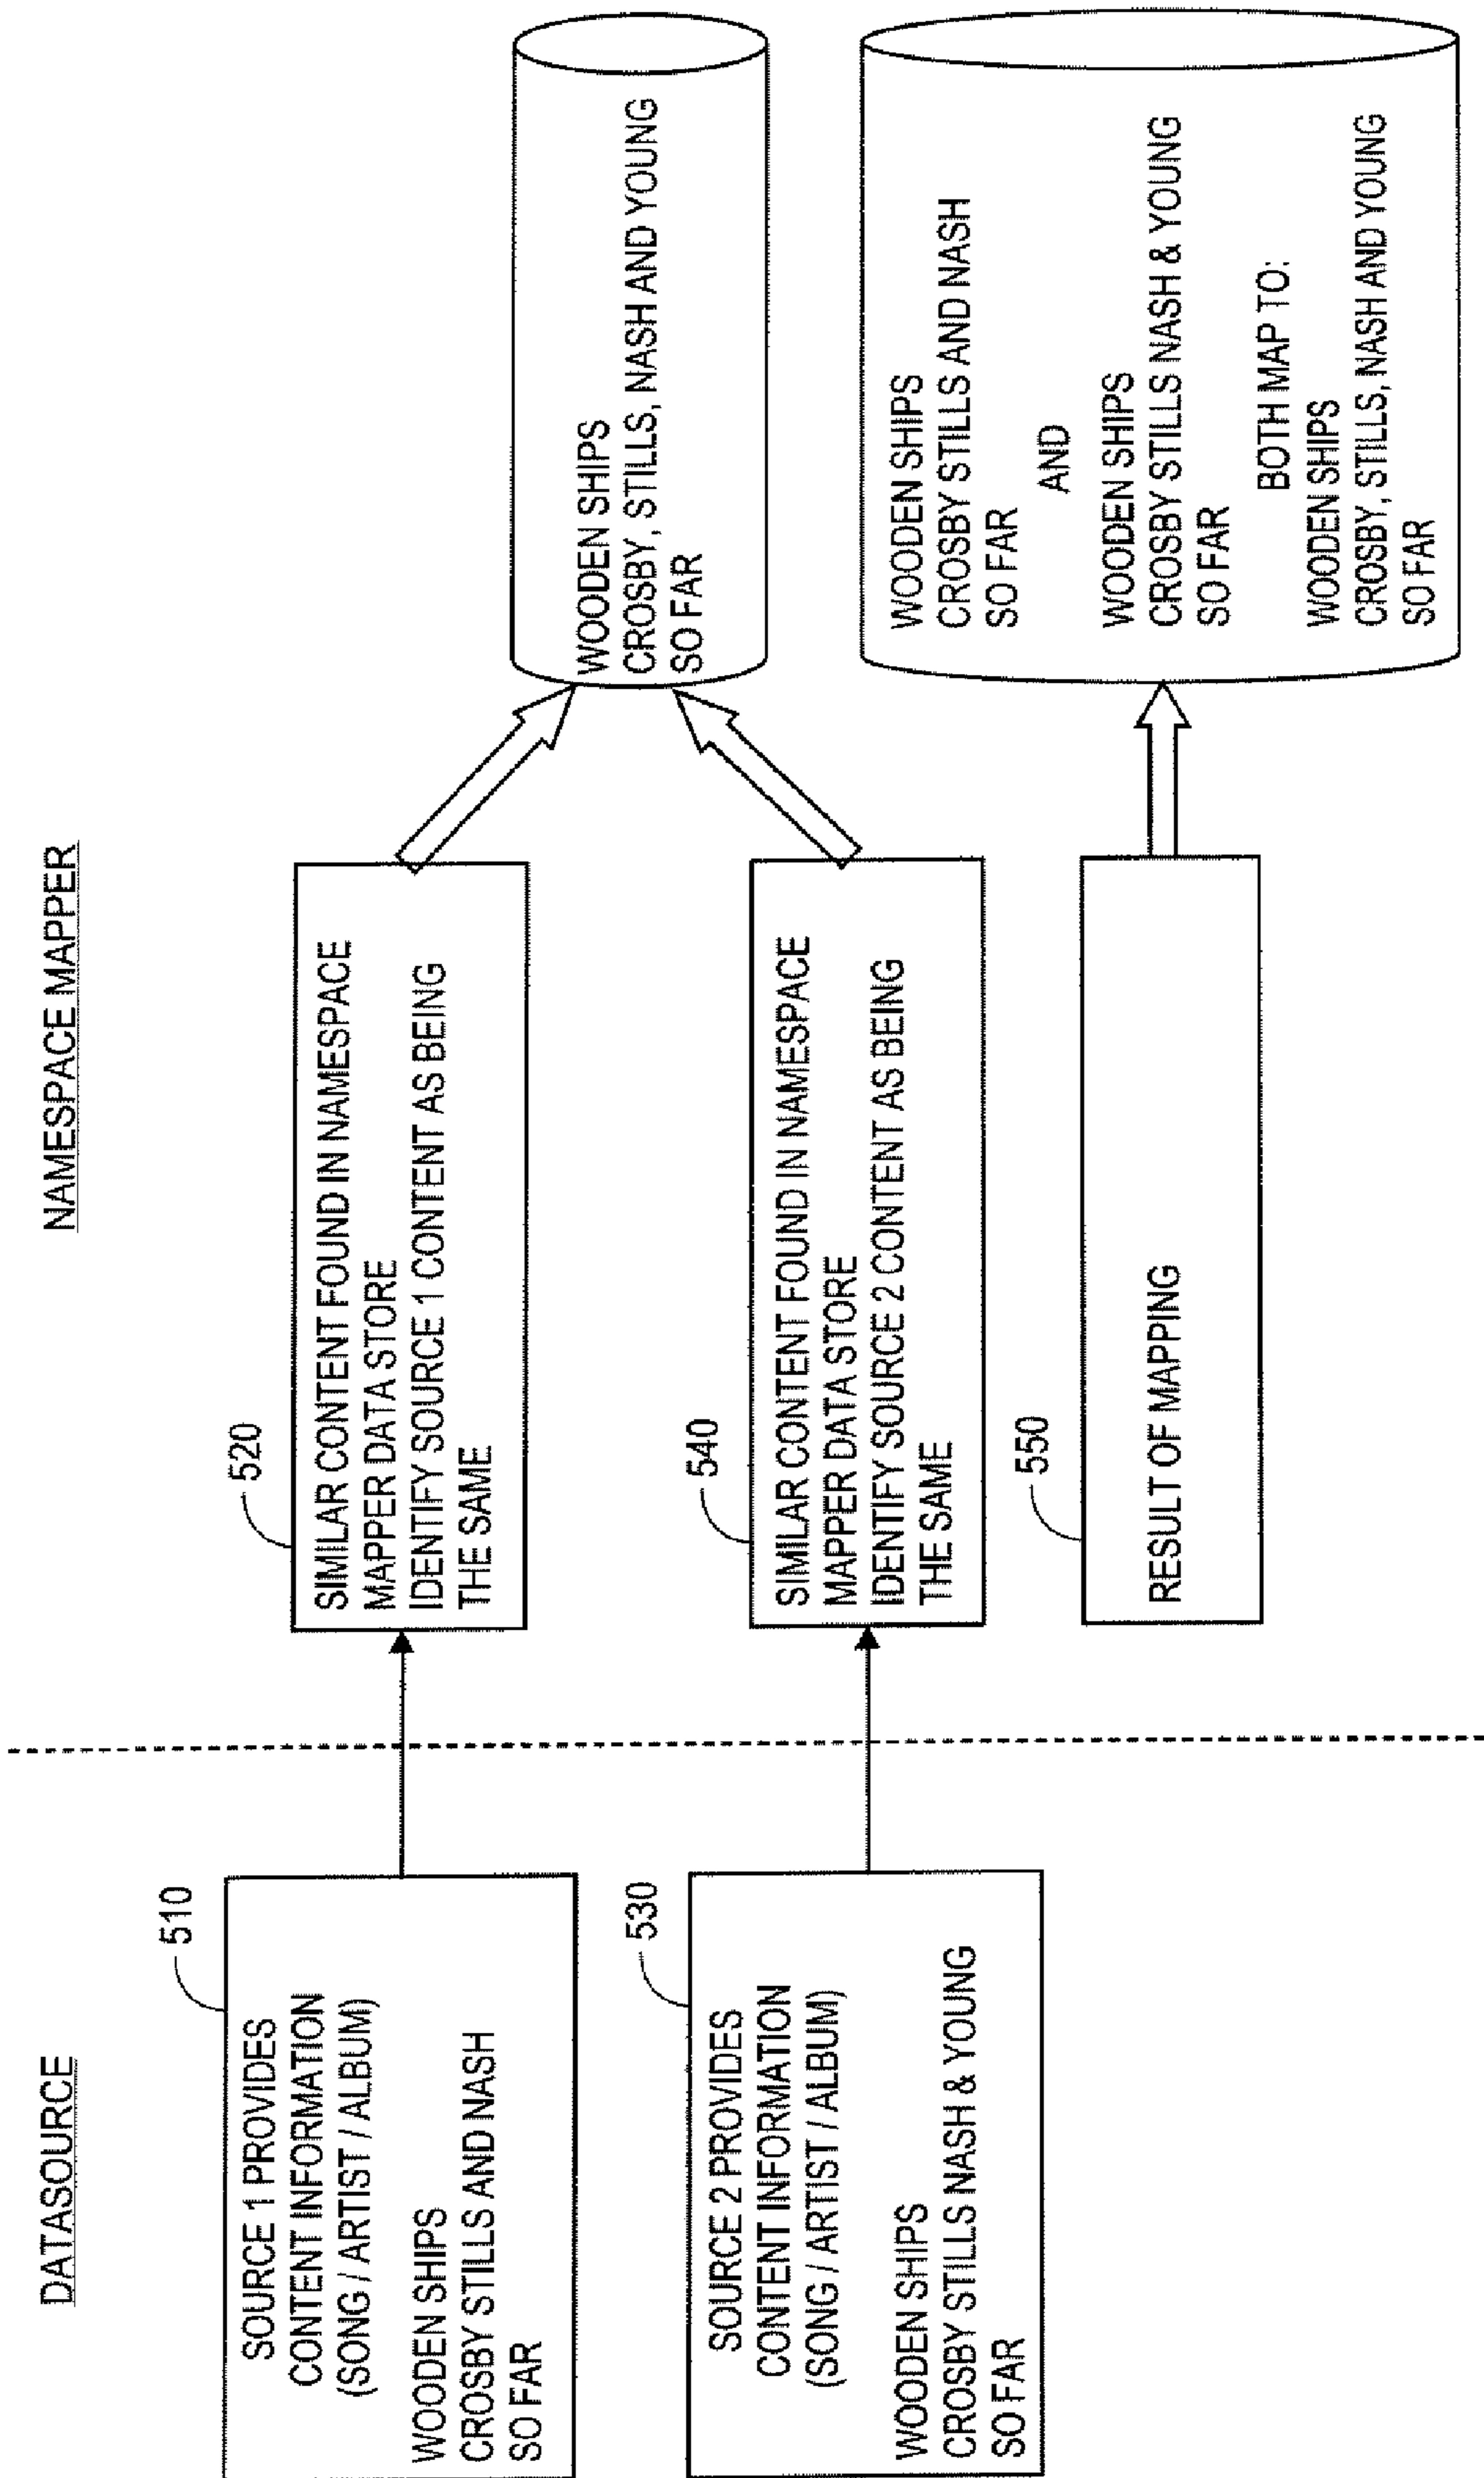 DATASOURCE
NAMESPACE MAPPER
510
SOURCE 1 PROVIDES
CONTENT INFORMATION
(SONG / ARTIST / ALBUM)
WOODEN SHIPS
CROSBY STILLS AND NASH
SO FAR
520
SIMILAR CONTENT FOUND IN NAMESPACE
MAPPER DATA STORE
IDENTIFY SOURCE 1 CONTENT AS BEING
THE SAME
WOODEN SHIPS
CROSBY, STILLS, NASH AND YOUNG
SO FAR
530
SOURCE 2 PROVIDES
CONTENT INFORMATION
(SONG / ARTIST / ALBUM)
WOODEN SHIPS
CROSBY STILLS NASH & YOUNG
SO FAR
540
SIMILAR CONTENT FOUND IN NAMESPACE
MAPPER DATA STORE
IDENTIFY SOURCE 2 CONTENT AS BEING
THE SAME
550
RESULT OF MAPPING
WOODEN SHIPS
CROSBY STILLS AND NASH
SO FAR
AND
WOODEN SHIPS
CROSBY STILLS NASH & YOUNG
SO FAR
BOTH MAP TO:
WOODEN SHIPS
CROSBY, STILLS, NASH AND YOUNG
SO FAR